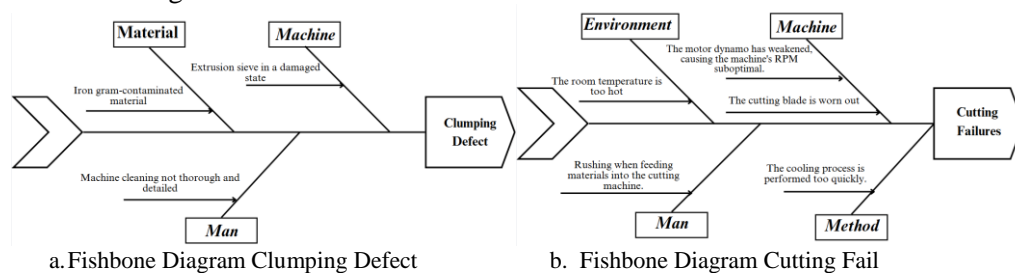 Material
Machine
Extrusion sieve in a damaged
state
Iron gram-contaminated
material
Clumping
Defect
Machine cleaning not thorough and
detailed
Man
a.Fishbone Diagram Clumping Defect
Environment
Machine
The motor dynamo has weakened,
causing the machine's RPM
suboptimal.
The room temperature is
too hot
The cutting blade is worn out
Cutting
Failures
Rushing when feeding
materials into the cutting
machine.
The cooling process is
performed too quickly.
Man
Method
b. Fishbone Diagram Cutting Fail